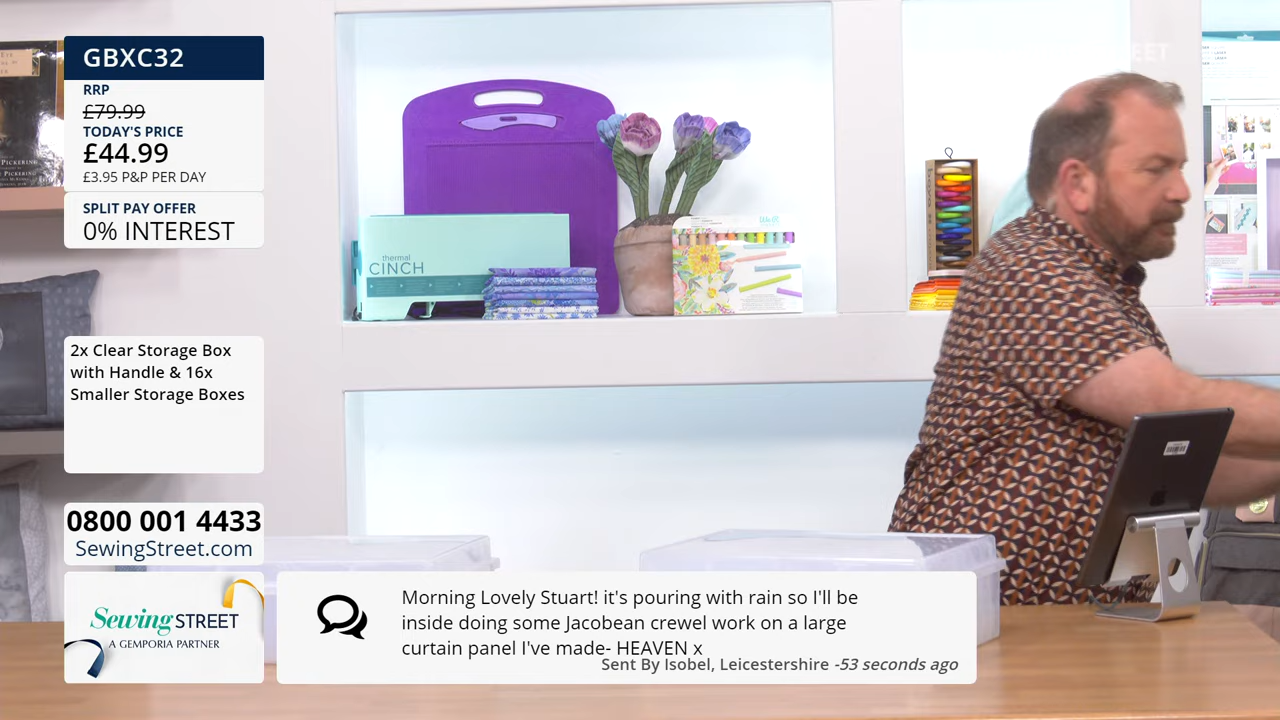 GBXC32
RRP
£79.99
TODAY'S PRICE
£44.99
£3.95 P&P PER DAY
SPLIT PAY OFFER
0% INTEREST
2x Clear Storage Box
with Handle & 16x
Smaller Storage Boxes
0800 001 4433
SewingStreet.com
Sewing STREET
A GEMPORIA PARTNER
Morning Lovely Stuart! it's pouring with rain so I'll be
inside doing some Jacobean crewel work on a large
curtain panel I've made- HEAVEN x
Sent By Isobel, Leicestershire -53 seconds ago
thermal
CINCH
PICKERING
STREET